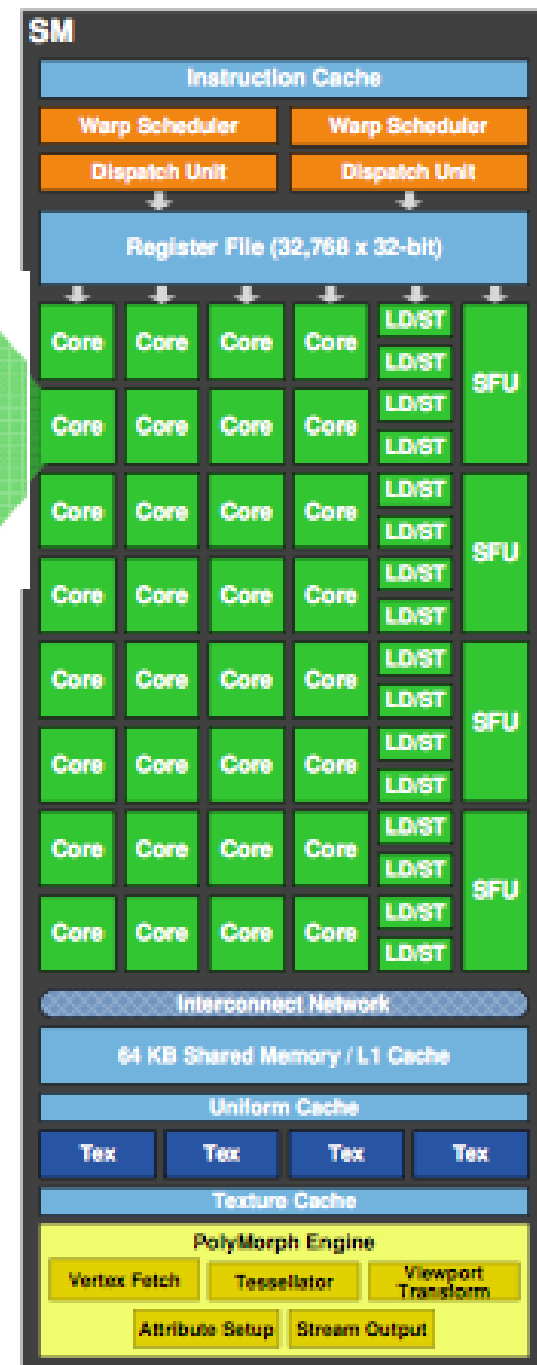 SM
Instruction Cache
Warp Scheduler Warp Scheduler
Dispatch Unit Dispatch Unit
Register File (32,768 x 32-bit)
Core Core Core Core LD/ST SFU
LD/ST
Core Core Core Core LD/ST
LD/ST
Core Core Core Core LD/ST SFU
LD/ST
Core Core Core Core LD/ST
LD/ST
Core Core Core Core LD/ST SFU
LD/ST
Core Core Core Core LD/ST
LD/ST
Core Core Core Core LD/ST SFU
LD/ST
Core Core Core Core LD/ST
LD/ST
Interconnect Network
64 KB Shared Memory / L1 Cache
Uniform Cache
Tex Tex Tex Tex
Texture Cache
PolyMorph Engine
Vertex Fetch Tessellator Viewport
Transform
Attribute Setup Stream Output